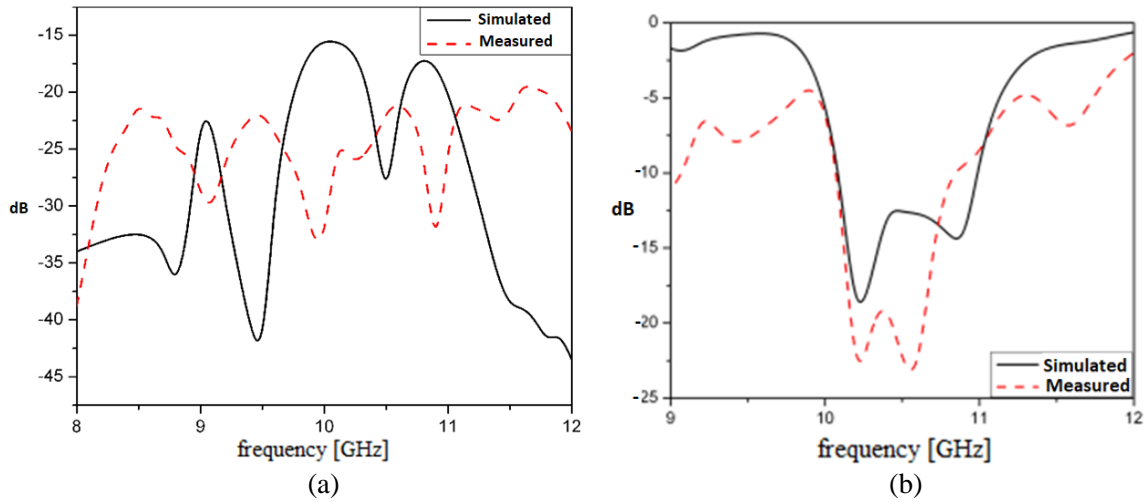 Simulated
Measured
-15
-20
-25
-30
-35
-40
-45
dB
8
9
10
11
12
frequency [GHz]
(a)
0
-5
-10
-15
-20
-25
dB
Simulated
Measured
9
10
11
12
frequency [GHz]
(b)